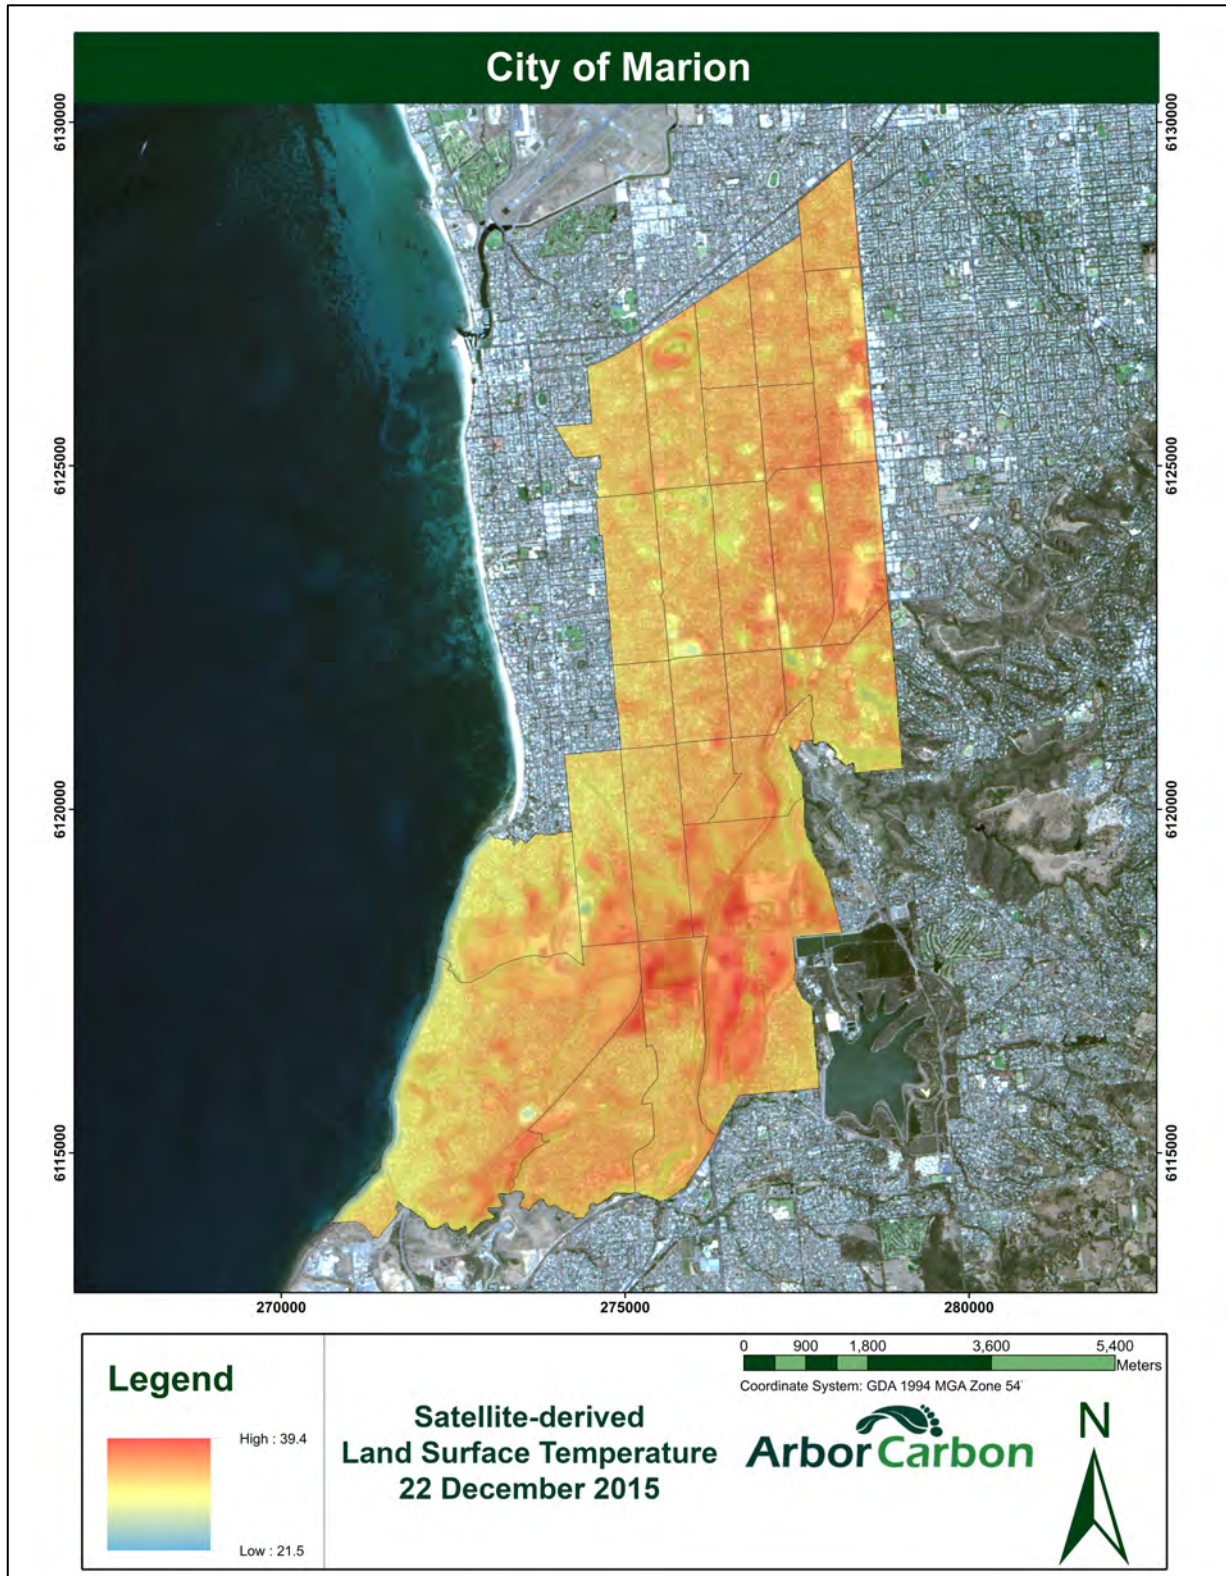 City of Marion
6130000
6130000
6125000
6125000
6120000
6120000
6115000
6115000
270000
275000
280000
Legend
High : 39.4
Low : 21.5
Satellite-derived
Land Surface Temperature
22 December 2015
0 900 1,800 3,600 5,400
Meters
Coordinate System: GDA 1994 MGA Zone 54
ArborCarbon
N